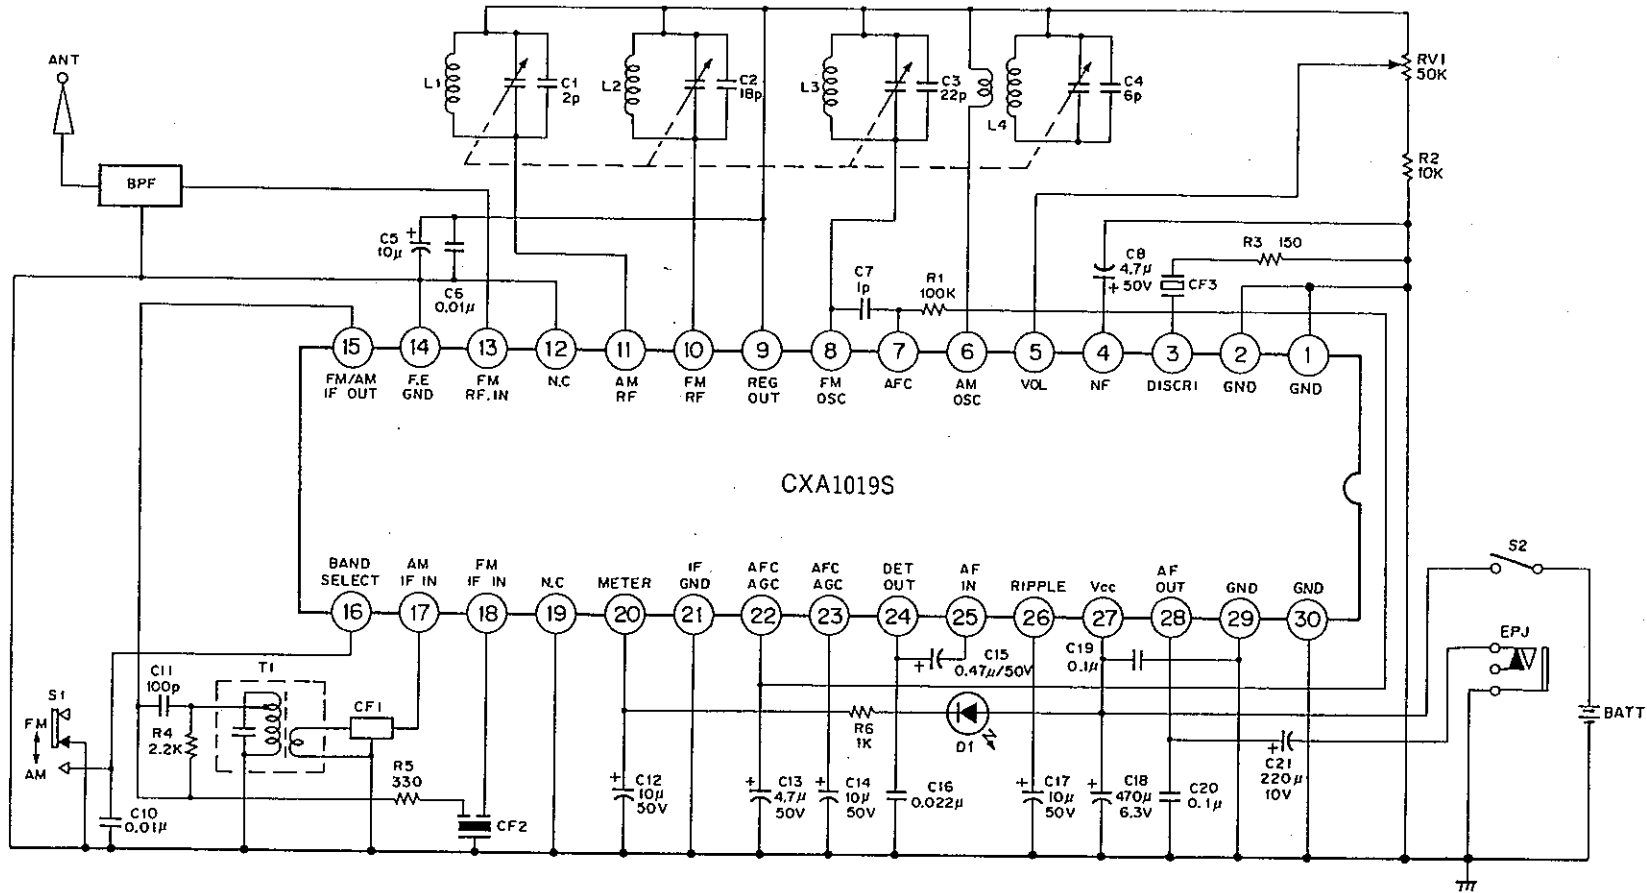 ANT
BPF
L1
C1
2p
L2
C2
18p
L3
C3
22p
L4
C4
6p
RV1
50K
R2
10K
C5
+
10μ
C6
0.01μ
C7
1p
R1
100K
C8
4.7μ
+ 50V
R3 150
CF3
15
14
13
12
11
10
9
8
7
6
5
4
3
2
1
FM/AM
IF OUT
F.E
GND
FM
RF.IN
N.C
AM
RF
FM
RF
REG
OUT
FM
OSC
AFC
AM
OSC
VOL
NF
DISCRI
GND
GND
CXA1019S
BAND
SELECT
AM
IF IN
FM
IF IN
N.C
METER
IF
GND
AFC
AGC
AFC
AGC
DET
OUT
AF
IN
RIPPLE
Vcc
AF
OUT
GND
GND
16
17
18
19
20
21
22
23
24
25
26
27
28
29
30
S2
EPJ
BATT
S1
FM
AM
C11
100p
R4
2.2K
T1
CF1
R5
330
CF2
C10
0.01μ
+
C12
10μ
50V
+
C13
4.7μ
50V
+
C14
10μ
50V
+
C15
0.47μ/50V
C16
0.022μ
R6
1K
D1
+
C17
10μ
50V
C19
0.1μ
+
C18
470μ
6.3V
C20
0.1μ
+
C21
220μ
10V